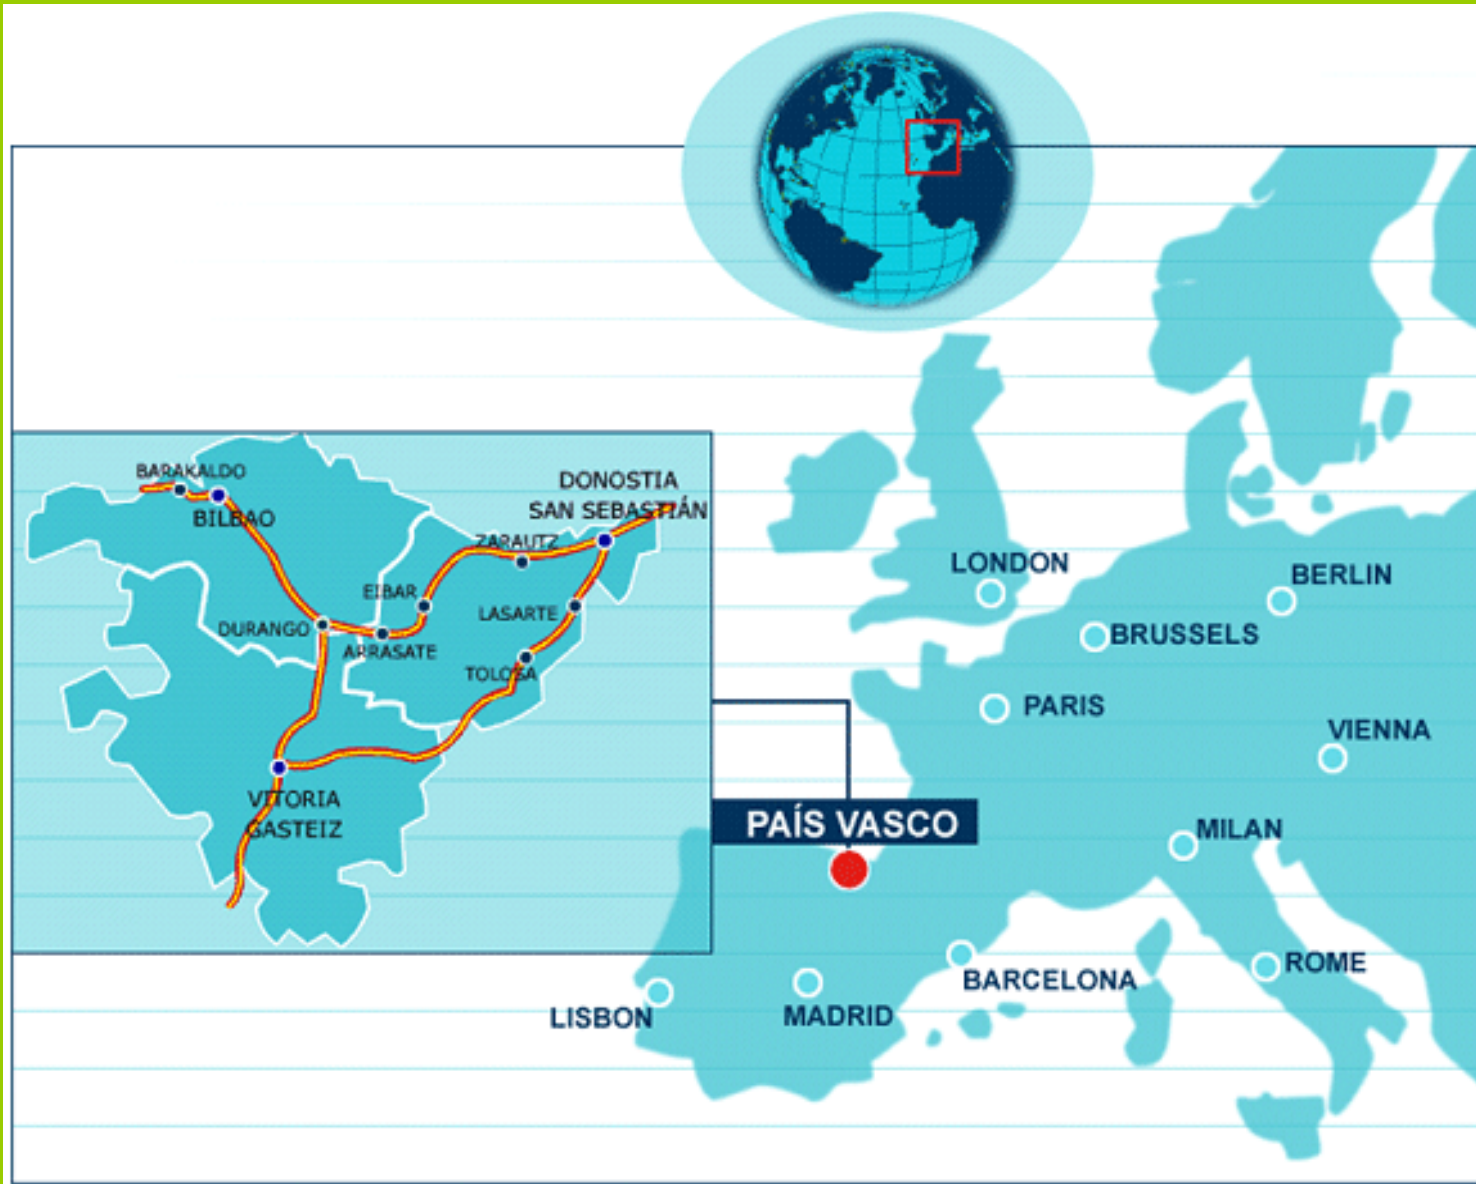 BARAKALDO
BILBAO
DONOSTIA
SAN SEBASTIÁN
ZARAUTZ
EIBAR
LASARTE
DURANGO
ARRASATE
TOLOSA
VITORIA
GASTEIZ
LONDON
BERLIN
BRUSSELS
PARIS
VIENNA
PAÍS VASCO
MILAN
ROME
BARCELONA
LISBON
MADRID